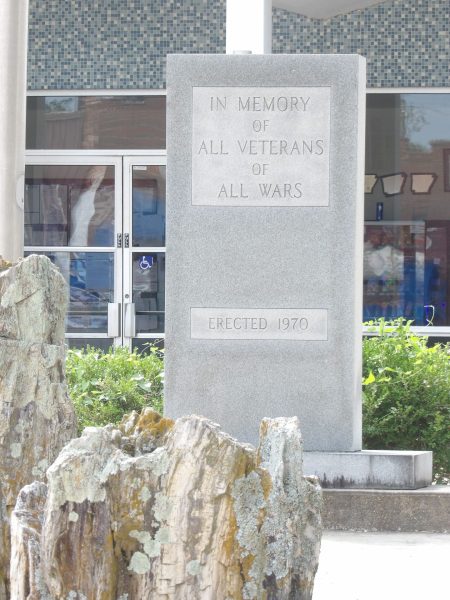 IN MEMORY
OF
ALL VETERANS
OF
ALL WARS
ERECTED 1970